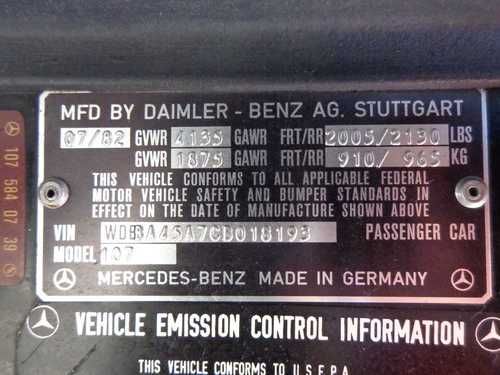 MFD BY DAIMLER - BENZ AG. STUTTGART
07/82 GVWR 4135 GAWR FRT/RR 2005/2130 LBS
GVWR 1875 GAWR FRT/RR 910/ 965 KG
THIS VEHICLE CONFORMS TO ALL APPLICABLE FEDERAL
MOTOR VEHICLE SAFETY AND BUMPER STANDARDS IN
EFFECT ON THE DATE OF MANUFACTURE SHOWN ABOVE
VIN WDBBA45A7CB018193 PASSENGER CAR
MODEL 107
MERCEDES-BENZ MADE IN GERMANY
107 584 07 39
VEHICLE EMISSION CONTROL INFORMATION
THIS VEHICLE CONFORMS TO U.S.E.P.A.